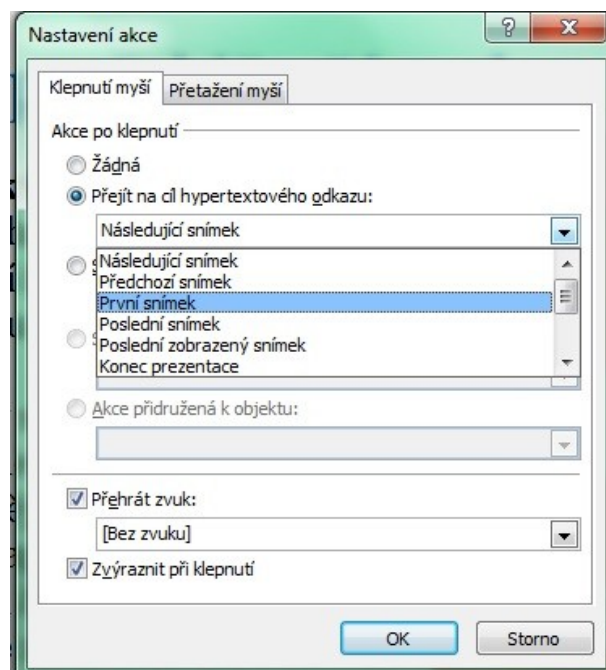 Nastavení akce
Klepnutí myší
Přetažení myší
Akce po klepnutí
Žádná
Přejít na cíl hypertextového odkazu:
Následující snímek
Následující snímek
Předchozí snímek
První snímek
Poslední snímek
Poslední zobrazený snímek
Konec prezentace
Akce přidružená k objektu:
Přehrát zvuk:
[Bez zvuku]
Zvýraznit při klepnutí
OK
Storno